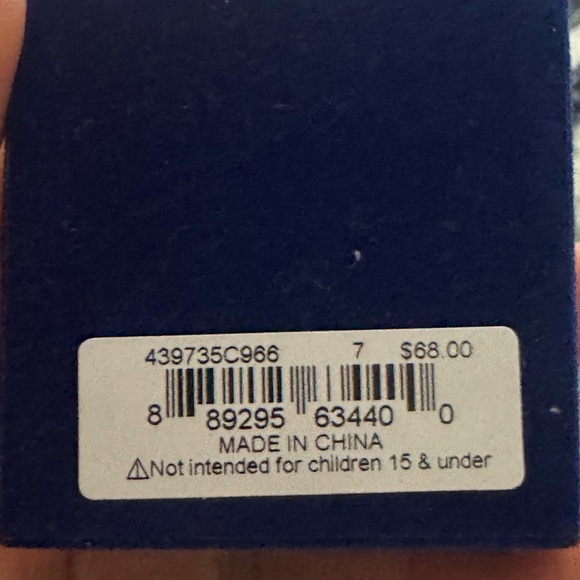 439735C966 7 $68.00
8 89295 63440 0
MADE IN CHINA
⚠Not intended for children 15 & under